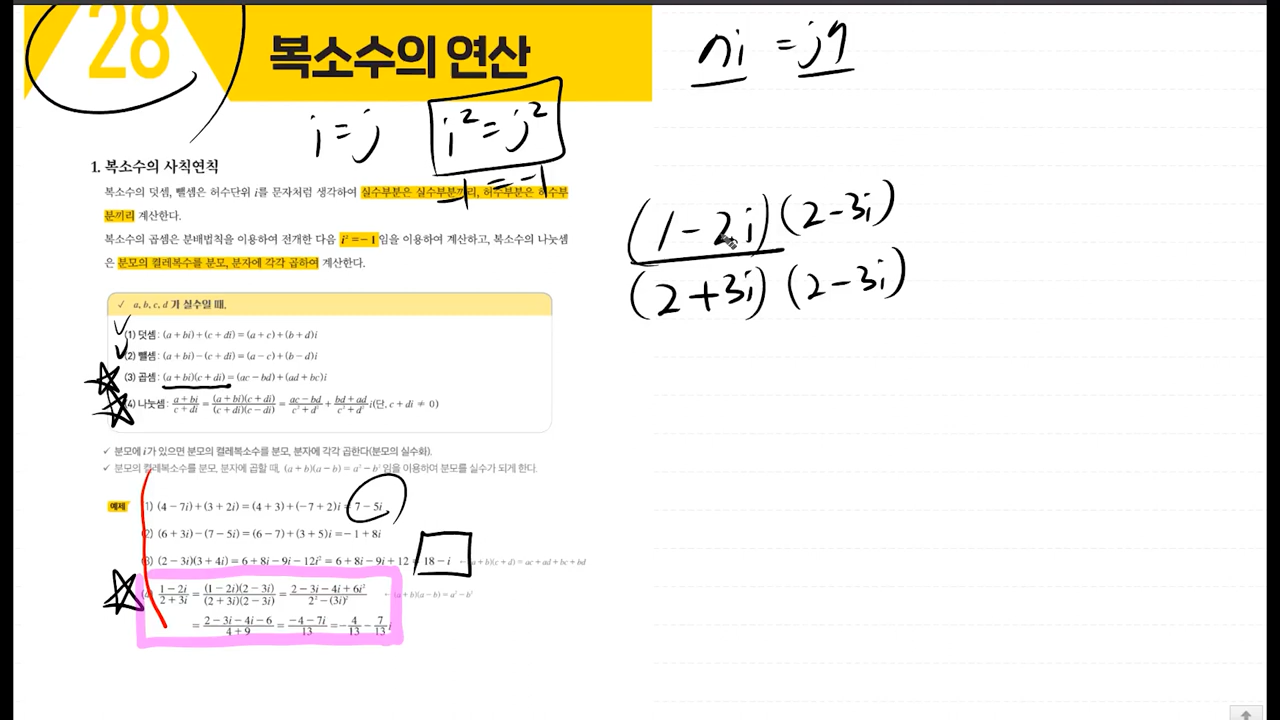 28
복소수의 연산
ni = jn
i = j
i² = j²
-1 = -1
1. 복소수의 사칙연칙
복소수의 덧셈, 뺄셈은 허수단위 i를 문자처럼 생각하여 실수부분은 실수부분끼리, 허수부분은 허수부
분끼리 계산한다.
복소수의 곱셈은 분배법칙을 이용하여 전개한 다음 i²=−1임을 이용하여 계산하고, 복소수의 나눗셈
은 분모의 켤레복수를 분모, 분자에 각각 곱하여 계산한다.
(1-2i)(2-3i)
(2+3i)(2-3i)
✓ a, b, c, d 가 실수일 때.
(1) 덧셈 : (a+bi)+(c+di)=(a+c)+(b+d)i
(2) 뺄셈 : (a+bi)−(c+di)=(a−c)+(b−d)i
(3) 곱셈 : (a+bi)(c+di)=(ac−bd)+(ad+bc)i
(4) 나눗셈 : a+bi/c+di = (a+bi)(c+di)/(c+di)(c−di) = ac−bd/c²+d² + bd+ad/c²+d² i(단, c+di ≠ 0)
✓ 분모에 i가 있으면 분모의 켤레복소수를 분모, 분자에 각각 곱한다(분모의 실수화).
✓ 분모의 켤레복소수를 분모, 분자에 곱할 때, (a+b)(a−b)=a²−b²임을 이용하여 분모를 실수가 되게 한다.
예제
1) (4−7i)+(3+2i)=(4+3)+(−7+2)i=7−5i
2) (6+3i)−(7−5i)=(6−7)+(3+5)i=−1+8i
3) (2−3i)(3+4i)=6+8i−9i−12i²=6+8i−9i+12=18−i ←(a+b)(c+d)=ac+ad+bc+bd
1−2i/2+3i = (1−2i)(2−3i)/(2+3i)(2−3i) = 2−3i−4i+6i²/2²−(3i)² ←(a+b)(a−b)=a²−b²
= 2−3i−4i−6/4+9 = −4−7i/13 = −4/13−7/13i